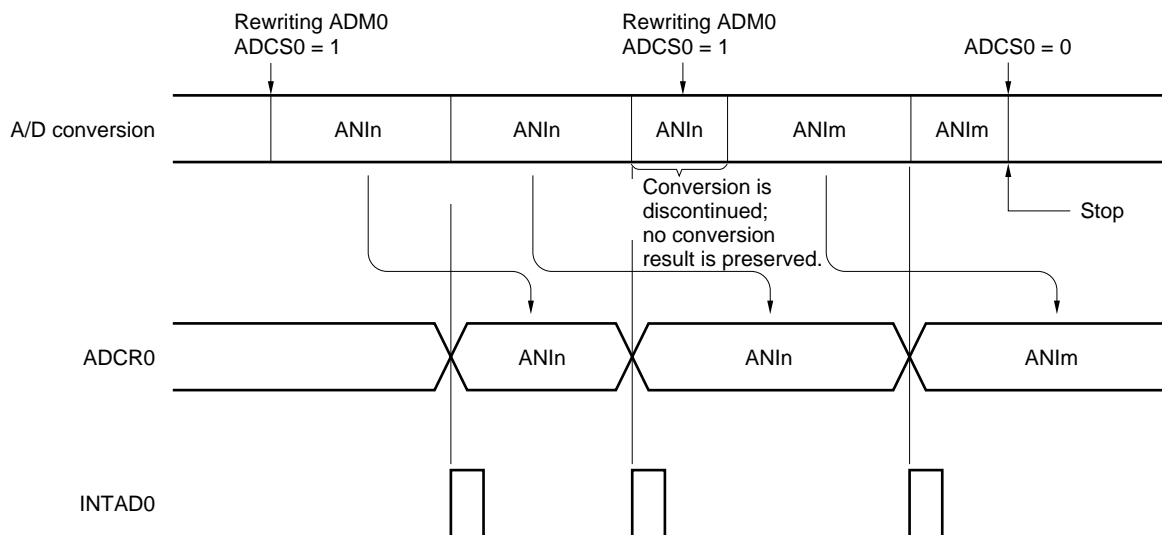 Rewriting ADM0
ADCS0 = 1
Rewriting ADM0
ADCS0 = 1
ADCS0 = 0
A/D conversion
ANIn
ANIn
ANIn
ANIm
ANIm
Conversion is
discontinued;
no conversion
result is preserved.
Stop
ADCR0
ANIn
ANIn
ANIm
INTAD0